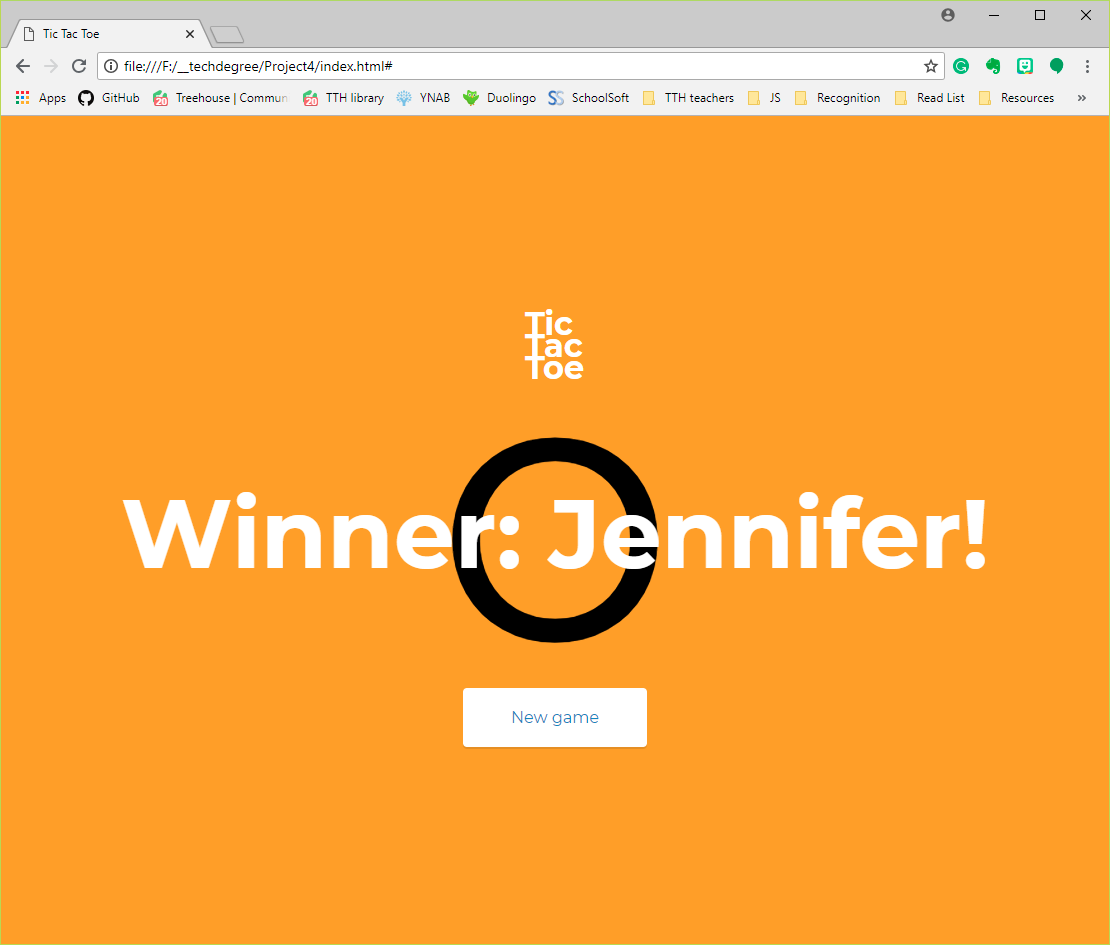 Tic Tac Toe
file:///F:/__techdegree/Project4/index.html#
Apps GitHub Treehouse | Commun TTH library YNAB Duolingo SchoolSoft TTH teachers JS Recognition Read List Resources »
Tic
Tac
Toe
Winner: Jennifer!
New game